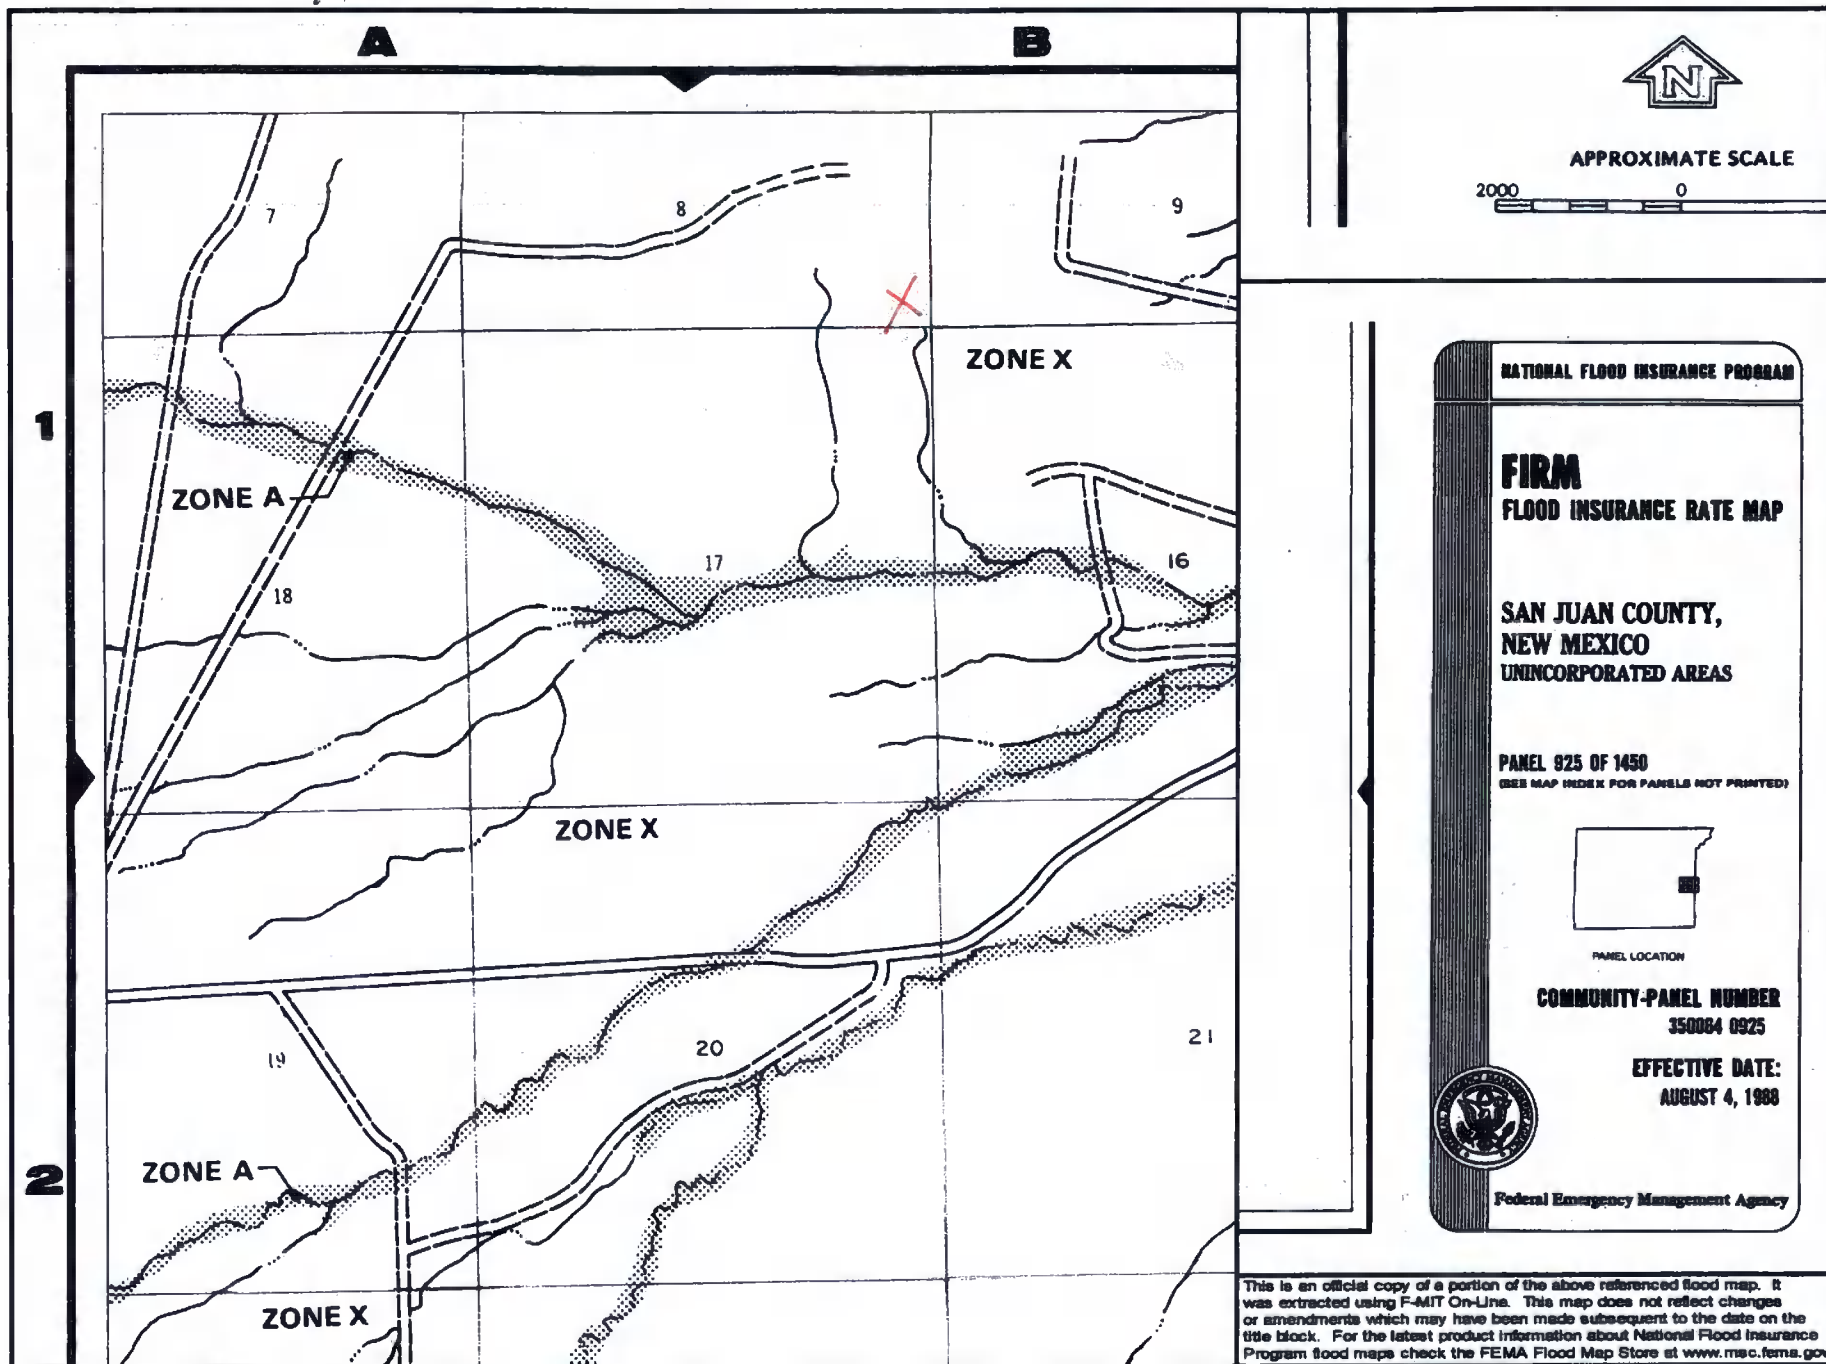 A
B
N
APPROXIMATE SCALE
2000
0
7
8
9
ZONE X
1
ZONE A
17
16
18
ZONE X
19
20
21
2
ZONE A
ZONE X
NATIONAL FLOOD INSURANCE PROGRAM
FIRM
FLOOD INSURANCE RATE MAP
SAN JUAN COUNTY,
NEW MEXICO
UNINCORPORATED AREAS
PANEL 925 OF 1450
(SEE MAP INDEX FOR PANELS NOT PRINTED)
PANEL LOCATION
COMMUNITY-PANEL NUMBER
350064 0925
EFFECTIVE DATE:
AUGUST 4, 1988
Federal Emergency Management Agency
This is an official copy of a portion of the above referenced flood map. It
was extracted using F-MIT On-Line. This map does not reflect changes
or amendments which may have been made subsequent to the date on the
title block. For the latest product information about National Flood Insurance
Program flood maps check the FEMA Flood Map Store at www.msc.fema.gov